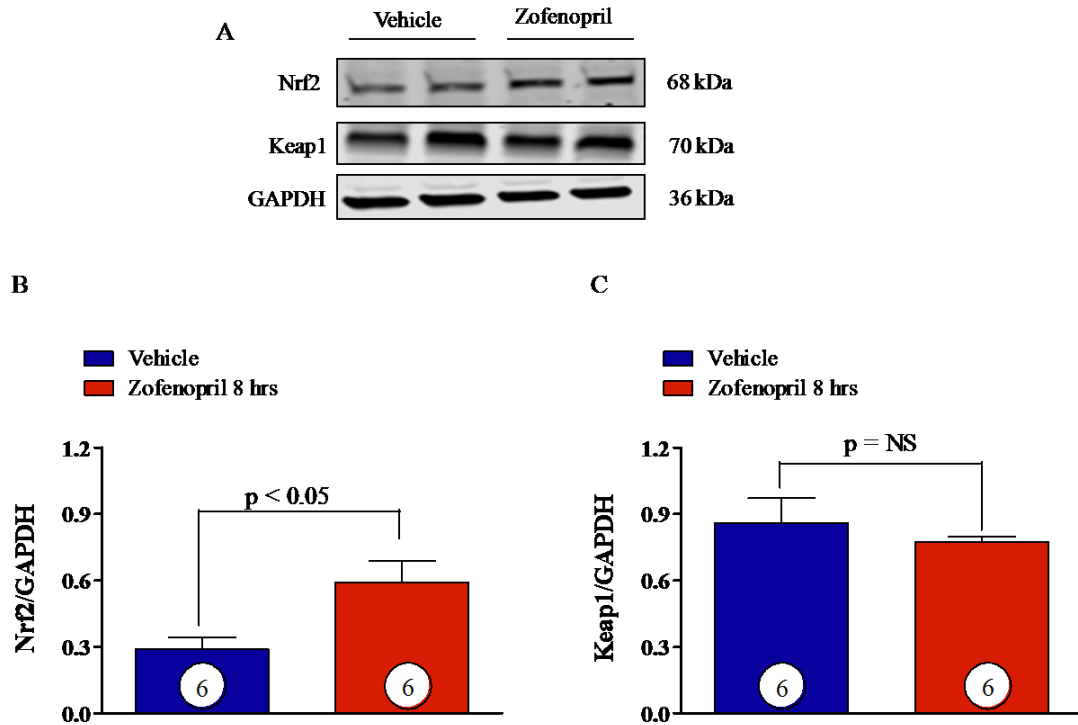 A
Vehicle Zofenopril
Nrf2 68 kDa
Keap1 70 kDa
GAPDH 36 kDa
B
Vehicle
Zofenopril 8 hrs
Nrf2/GAPDH
1.2
0.9
0.6
0.3
0.0
p < 0.05
6 6
C
Vehicle
Zofenopril 8 hrs
Keap1/GAPDH
1.2
0.9
0.6
0.3
0.0
p = NS
6 6